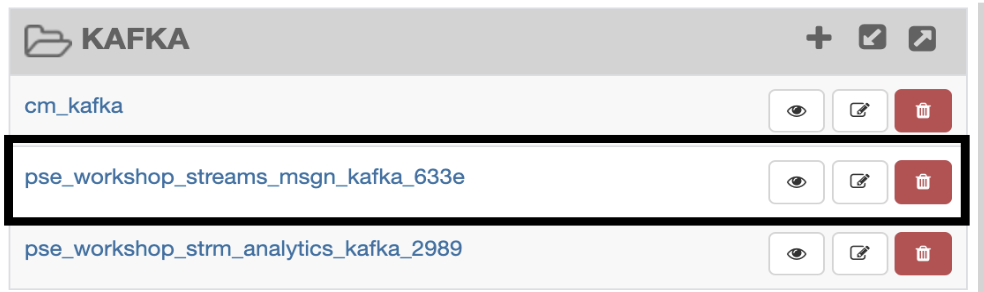 KAFKA
cm_kafka
pse_workshop_streams_msgn_kafka_633e
pse_workshop_strm_analytics_kafka_2989